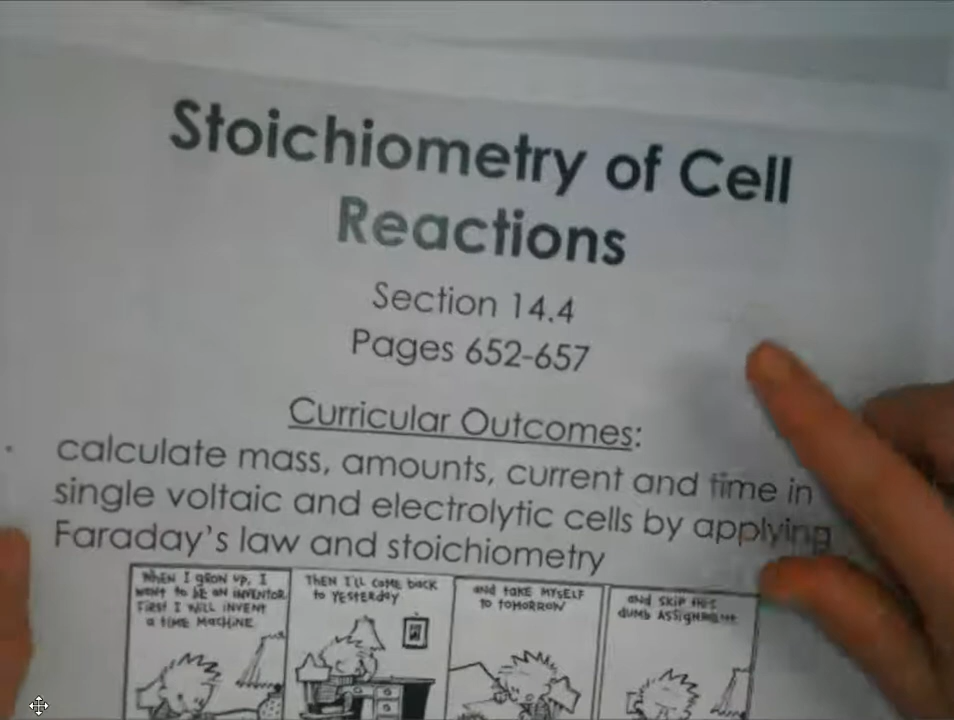 Stoichiometry of Cell
Reactions
Section 14.4
Pages 652-657
Curricular Outcomes:
· calculate mass, amounts, current and time in
single voltaic and electrolytic cells by applying
Faraday's law and stoichiometry
WHEN I GROW UP, I
WANT TO BE AN INVENTOR.
FIRST I WILL INVENT
A TIME MACHINE.
THEN I'LL COME BACK
TO YESTERDAY
AND TAKE MYSELF
TO TOMORROW
AND SKIP THIS
DUMB ASSIGNMENT